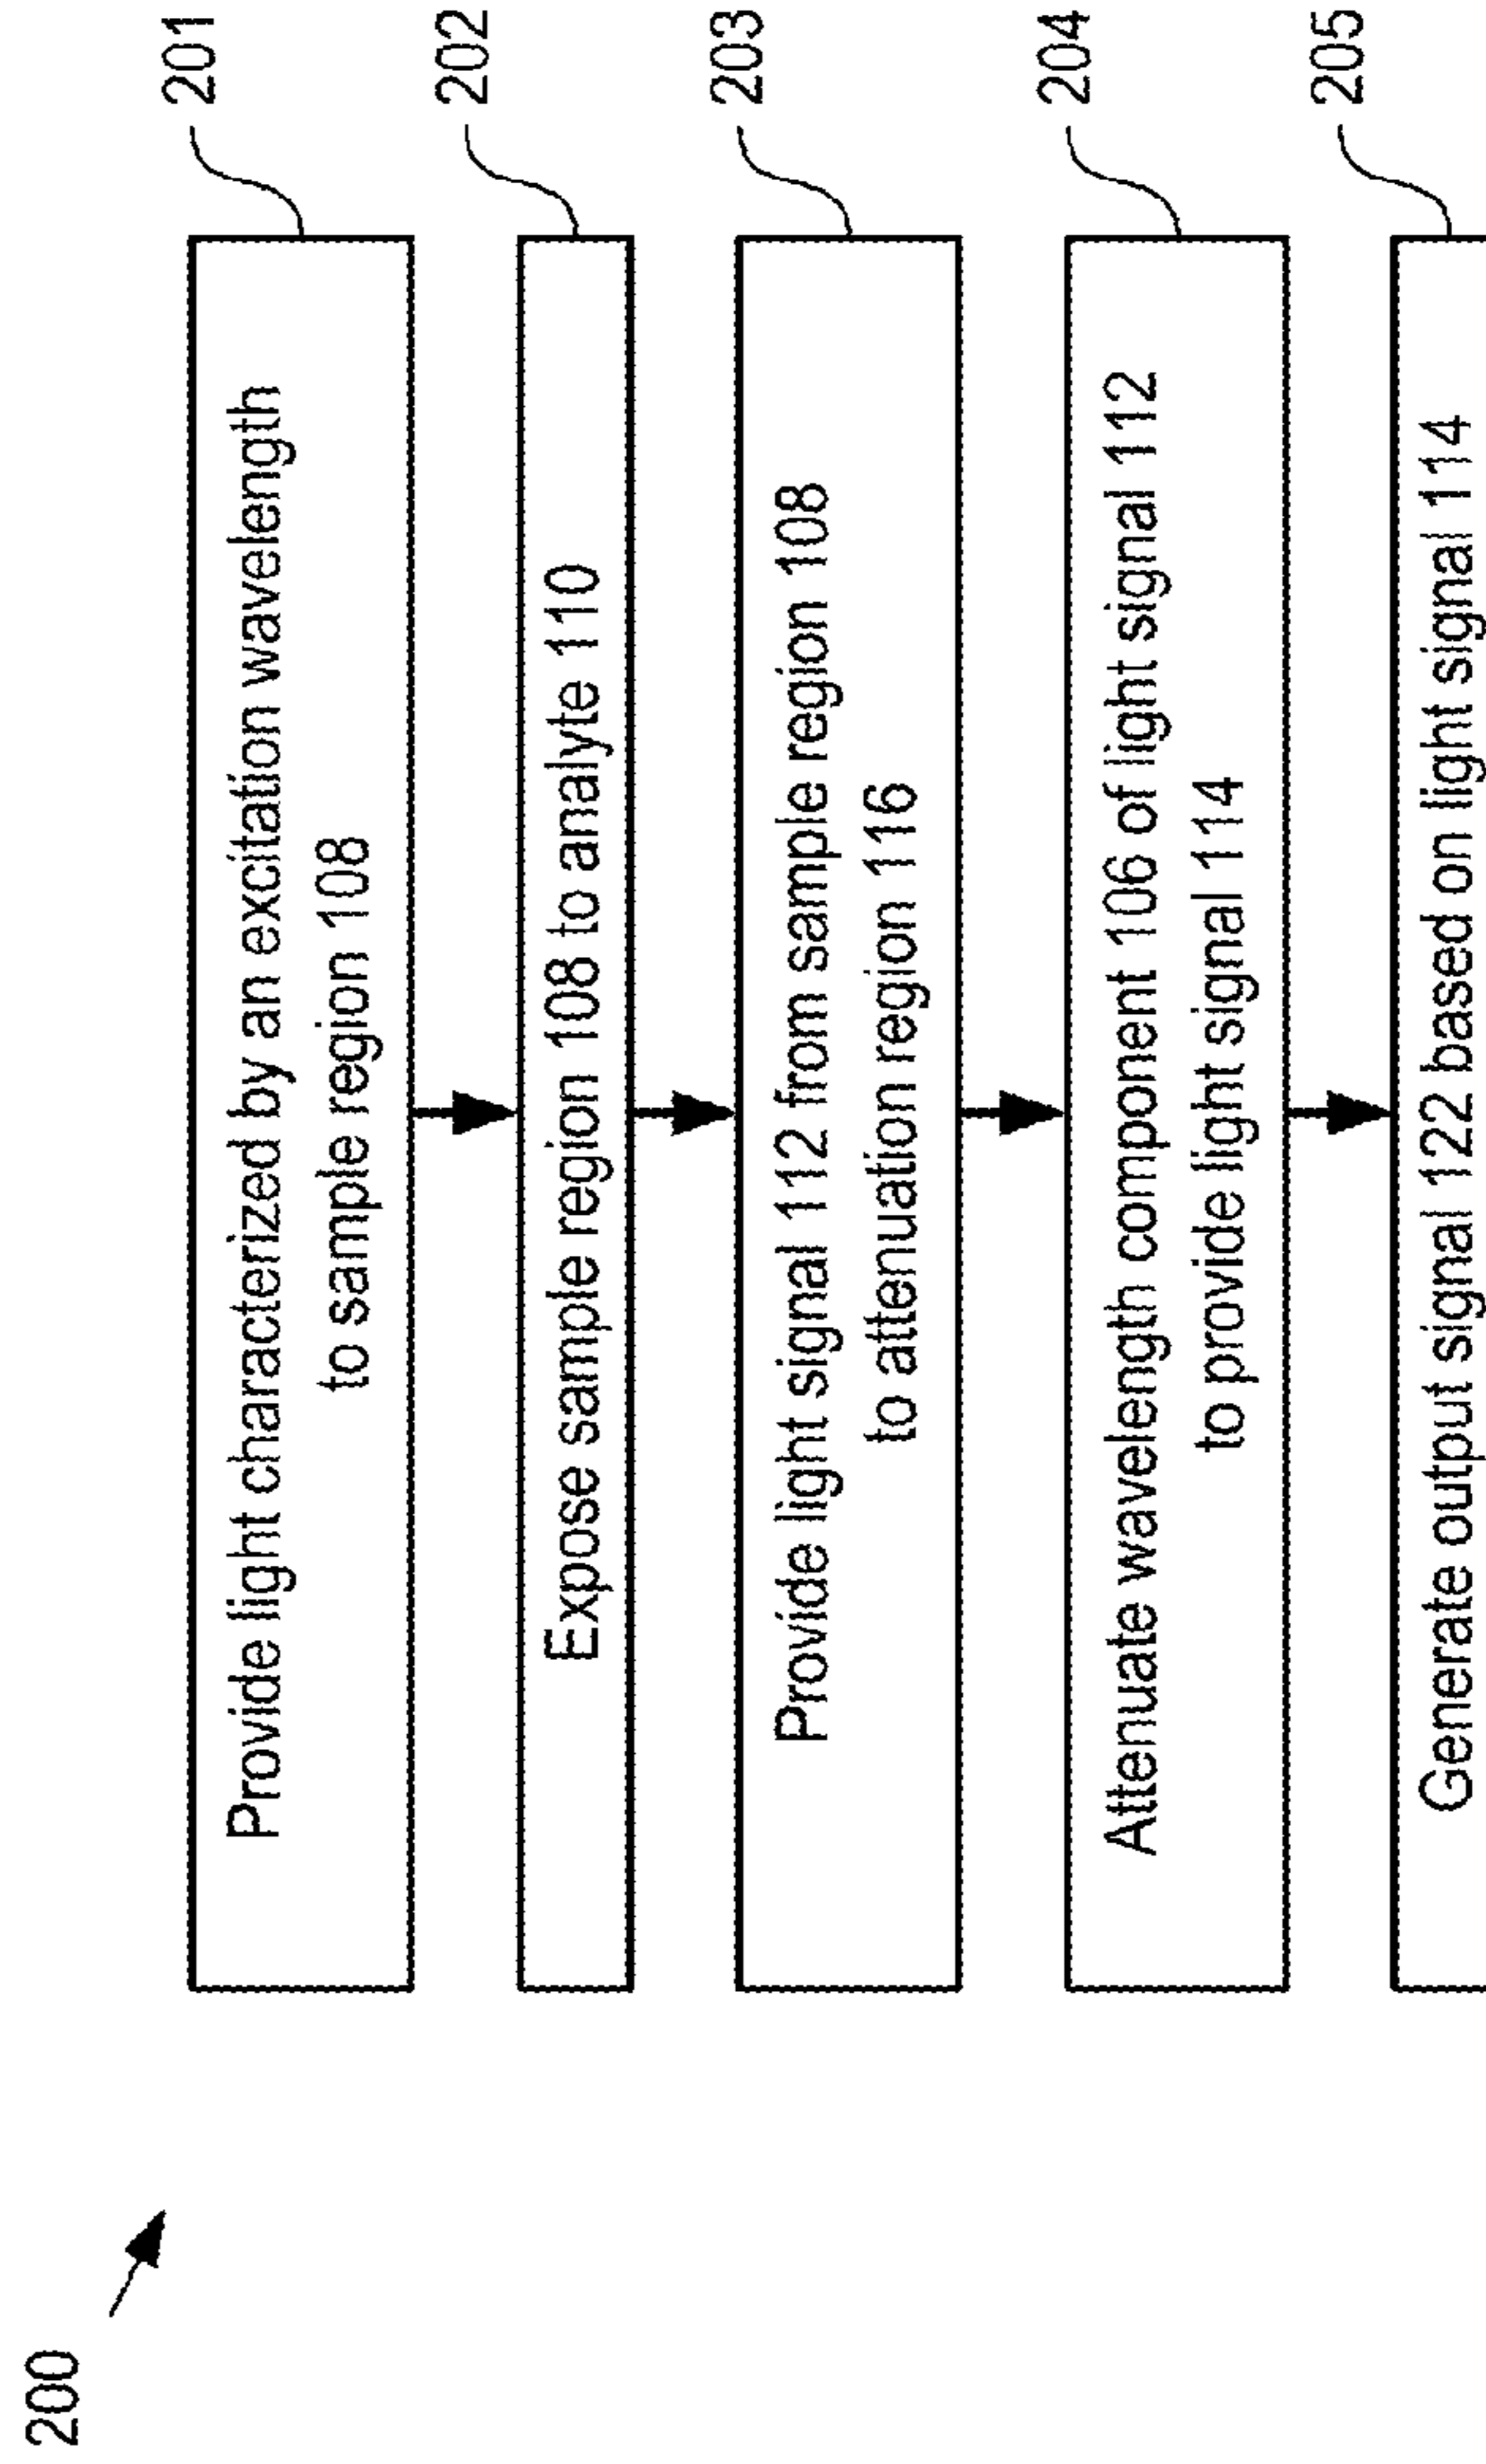 200
Provide light characterized by an excitation wavelength
to sample region 108
201
Expose sample region 108 to analyte 110
202
Provide light signal 112 from sample region 108
to attenuation region 116
203
Attenuate wavelength component 106 of light signal 112
to provide light signal 114
204
Generate output signal 122 based on light signal 114
205